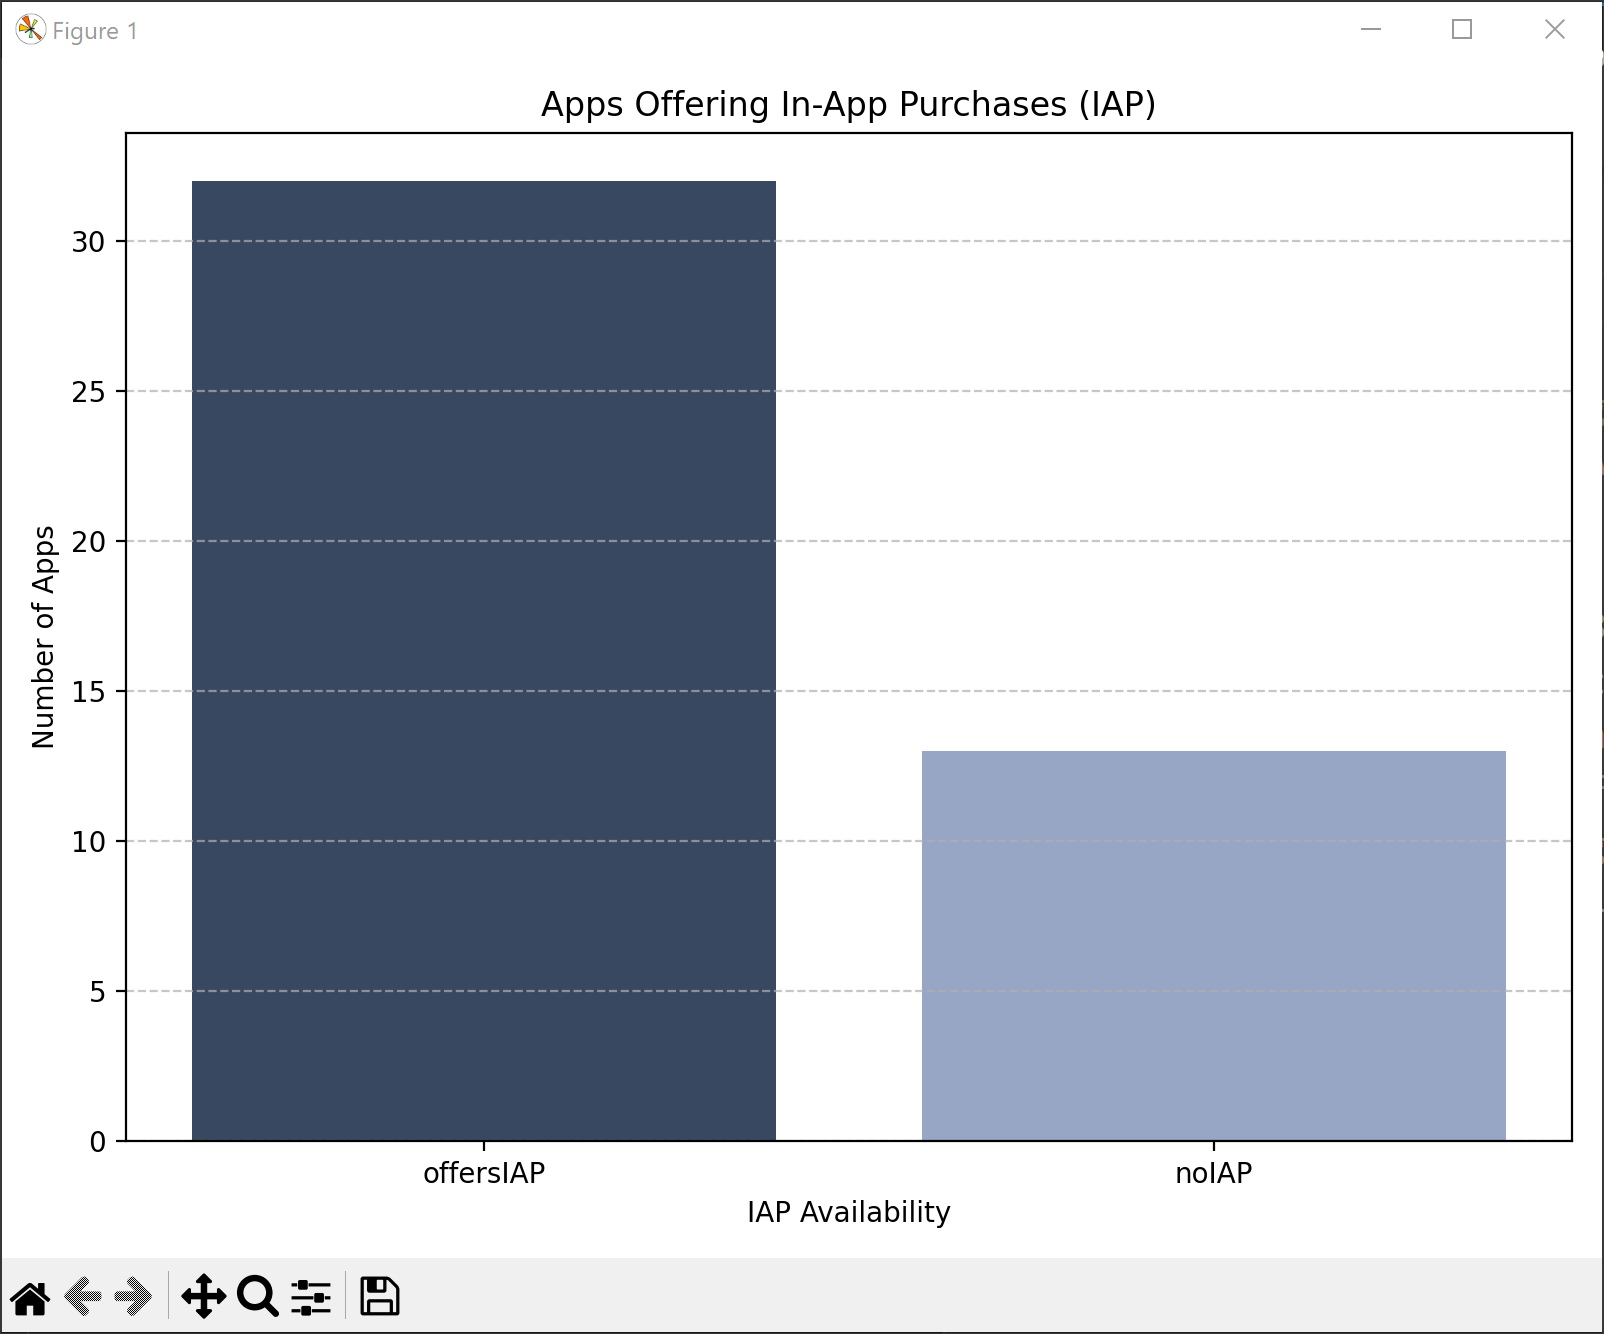 Figure 1
Apps Offering In-App Purchases (IAP)
30
25
20
15
10
5
0
Number of Apps
offersIAP
noIAP
IAP Availability